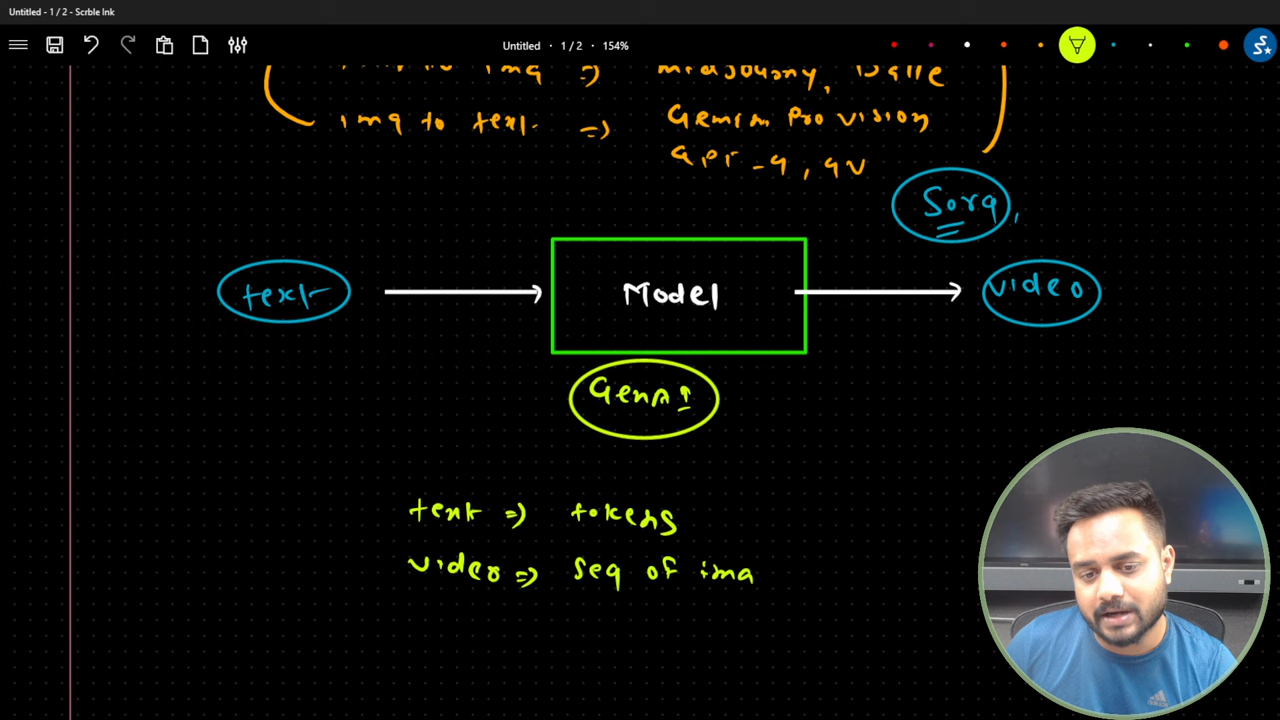 Untitled - 1 / 2 - Scrble Ink
Untitled · 1 / 2 · 154%
img to text => Gemini Pro vision
GPT-4, 4V
Sora,
text
Model
video
GenAI
text => tokens
video => seq of ima